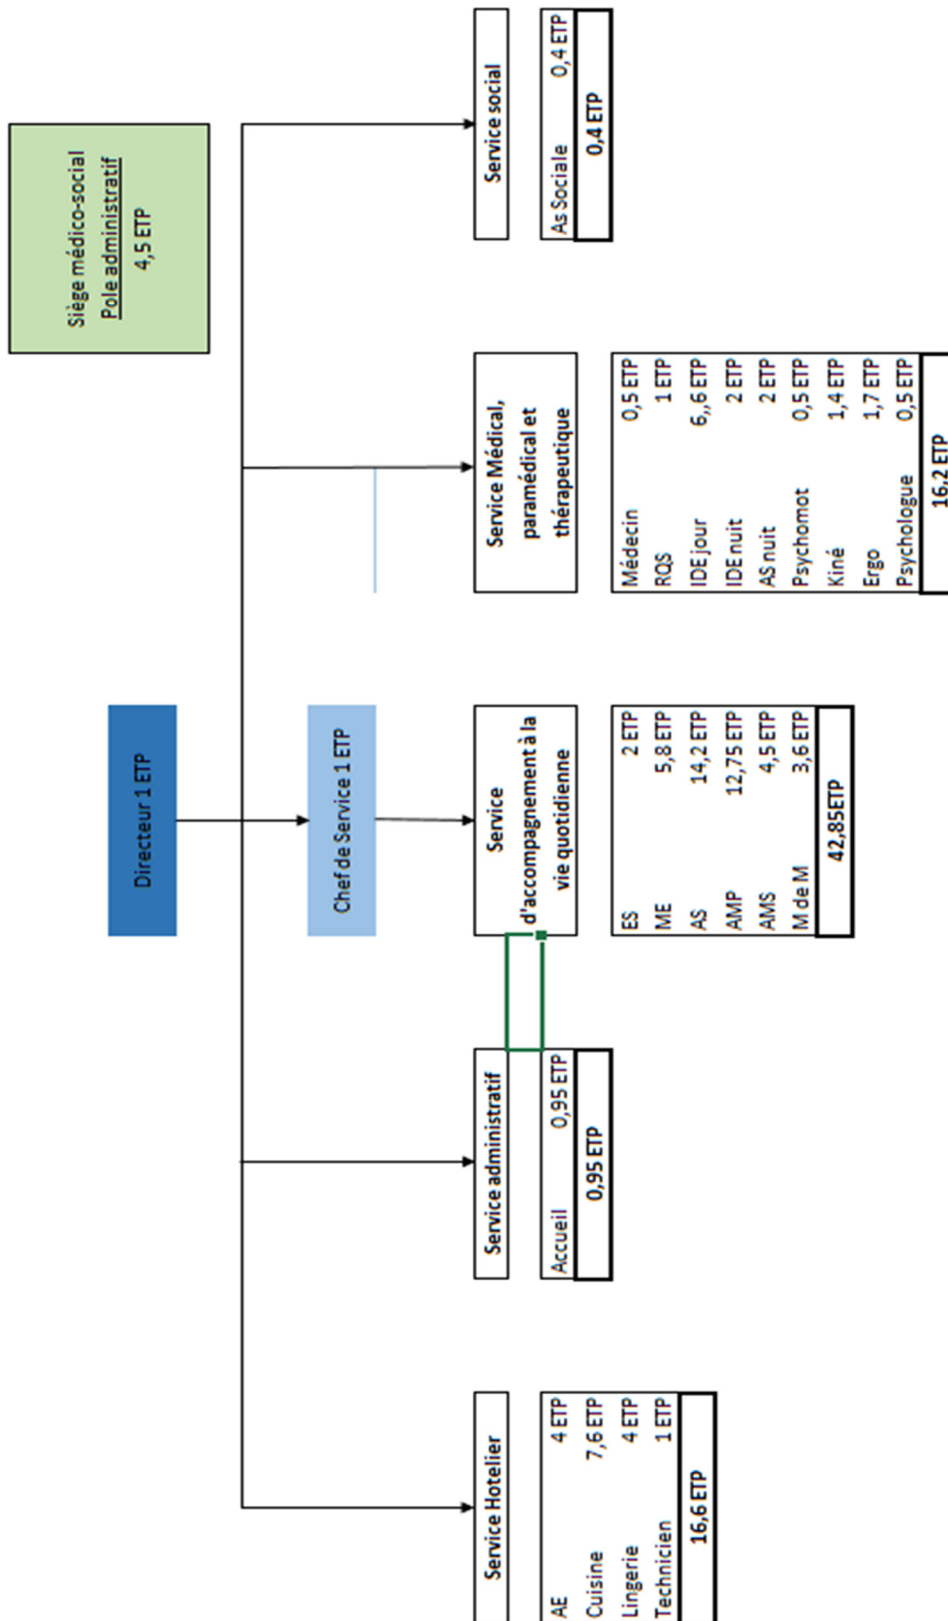 Siège médico-social
Pole administratif
4,5 ETP
Directeur 1 ETP
Chef de Service 1 ETP
Service Hotelier
AE 4 ETP
Cuisine 7,6 ETP
Lingerie 4 ETP
Technicien 1 ETP
16,6 ETP
Service administratif
Accueil 0,95 ETP
0,95 ETP
Service
d'accompagnement à la
vie quotidienne
ES 2 ETP
ME 5,8 ETP
AS 14,2 ETP
AMP 12,75 ETP
AMS 4,5 ETP
M de M 3,6 ETP
42,85ETP
Service Médical,
paramédical et
thérapeutique
Médecin 0,5 ETP
RQS 1 ETP
IDE jour 6,,6 ETP
IDE nuit 2 ETP
AS nuit 2 ETP
Psychomot 0,5 ETP
Kiné 1,4 ETP
Ergo 1,7 ETP
Psychologue 0,5 ETP
16,2 ETP
Service social
As Sociale 0,4 ETP
0,4 ETP